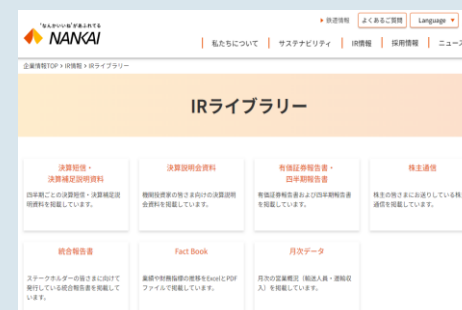 'なんかいいね'があふれてる
NANKAI
鉄道情報
よくあるご質問
Language
私たちについて
サステナビリティ
IR情報
採用情報
ニュース
企業情報TOP > IR情報 > IRライブラリー
IRライブラリー
決算短信・
決算補足説明資料
四半期ごとの決算短信・決算補足説
明資料を掲載しています。
決算説明会資料
機関投資家の皆さま向けの決算説明
会資料を掲載しています。
有価証券報告書・
四半期報告書
有価証券報告書および四半期報告書
を掲載しています。
株主通信
株主の皆さまにお送りしている株
通信を掲載しています。
統合報告書
ステークホルダーの皆さまに向けて
発行している統合報告書を掲載して
います。
Fact Book
業績や財務指標の推移をExcelとPDF
ファイルで掲載しています。
月次データ
月次の営業概況（輸送人員・運輸収
入）を掲載しています。